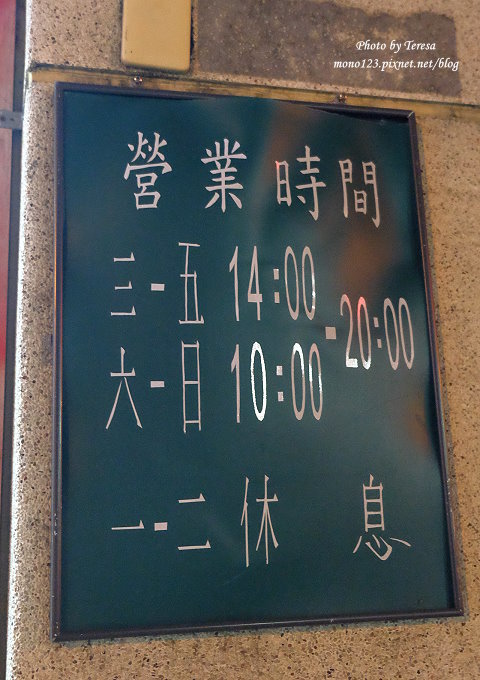 Photo by Teresa
mono123.pixnet.net/blog
營業時間
三-五 14:00
-20:00
六-日 10:00
一-二休 息